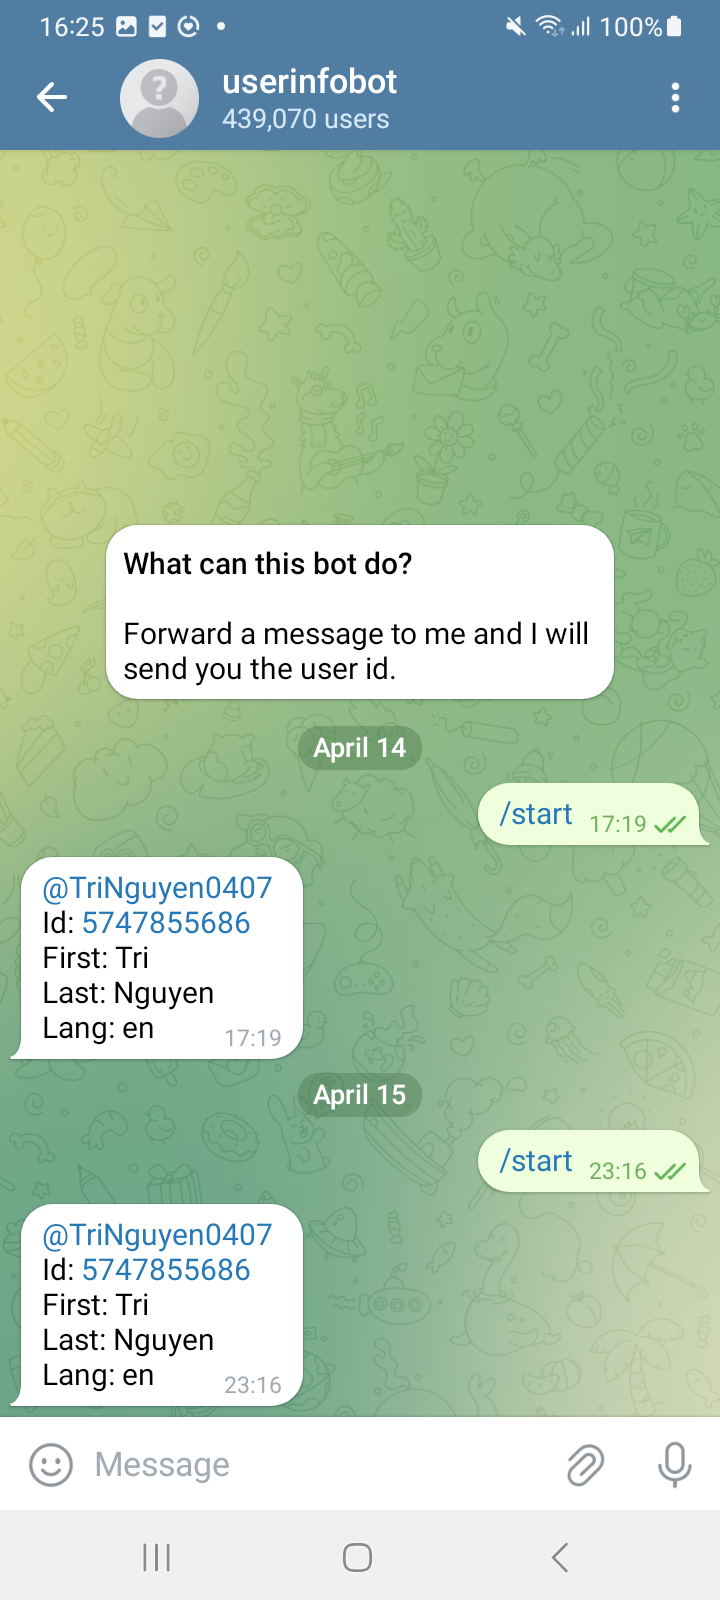 16:25
100%
userinfobot
439,070 users
What can this bot do?
Forward a message to me and I will
send you the user id.
April 14
/start 17:19
@TriNguyen0407
Id: 5747855686
First: Tri
Last: Nguyen
Lang: en 17:19
April 15
/start 23:16
@TriNguyen0407
Id: 5747855686
First: Tri
Last: Nguyen
Lang: en 23:16
Message